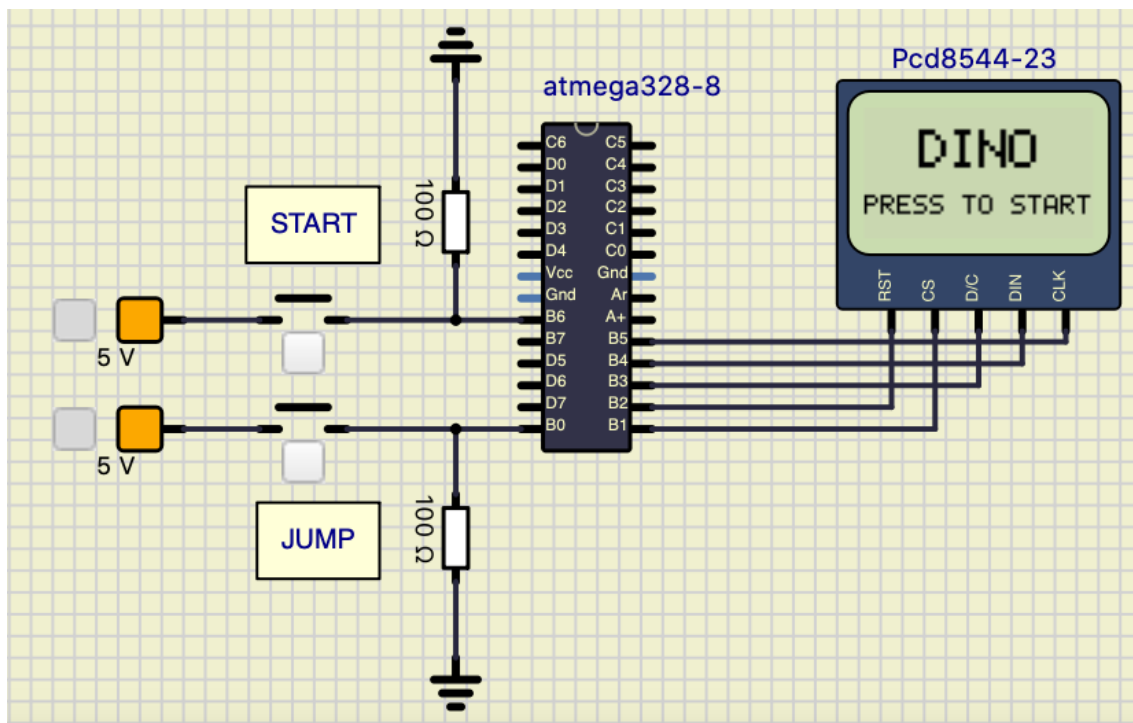 Pcd8544-23
atmega328-8
DINO
PRESS TO START
RST CS D/C DIN CLK
START
100 Ω
5 V
JUMP
100 Ω
5 V
C6 C5
D0 C4
D1 C3
D2 C2
D3 C1
D4 C0
Vcc Gnd
Gnd Ar
B6 A+
B7 B5
D5 B4
D6 B3
D7 B2
B0 B1